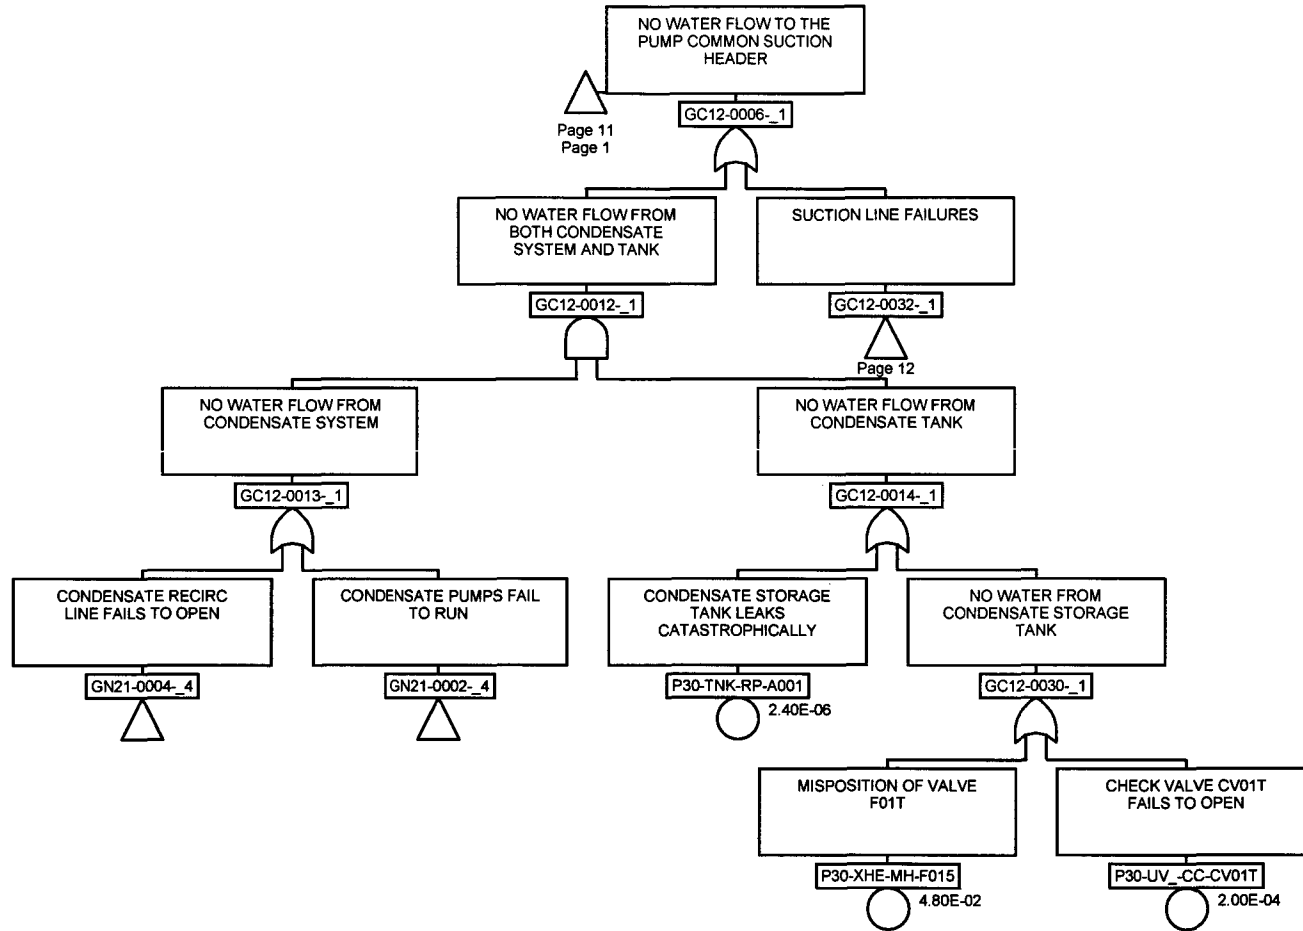 NO WATER FLOW TO THE
PUMP COMMON SUCTION
HEADER
Page 11
Page 1
GC12-0006-_1
NO WATER FLOW FROM
BOTH CONDENSATE
SYSTEM AND TANK
GC12-0012-_1
SUCTION LINE FAILURES
GC12-0032-_1
Page 12
NO WATER FLOW FROM
CONDENSATE SYSTEM
GC12-0013-_1
NO WATER FLOW FROM
CONDENSATE TANK
GC12-0014-_1
CONDENSATE RECIRC
LINE FAILS TO OPEN
GN21-0004-_4
CONDENSATE PUMPS FAIL
TO RUN
GN21-0002-_4
CONDENSATE STORAGE
TANK LEAKS
CATASTROPHICALLY
P30-TNK-RP-A001
2.40E-06
NO WATER FROM
CONDENSATE STORAGE
TANK
GC12-0030-_1
MISPOSITION OF VALVE
F01T
P30-XHE-MH-F015
4.80E-02
CHECK VALVE CV01T
FAILS TO OPEN
P30-UV_-CC-CV01T
2.00E-04